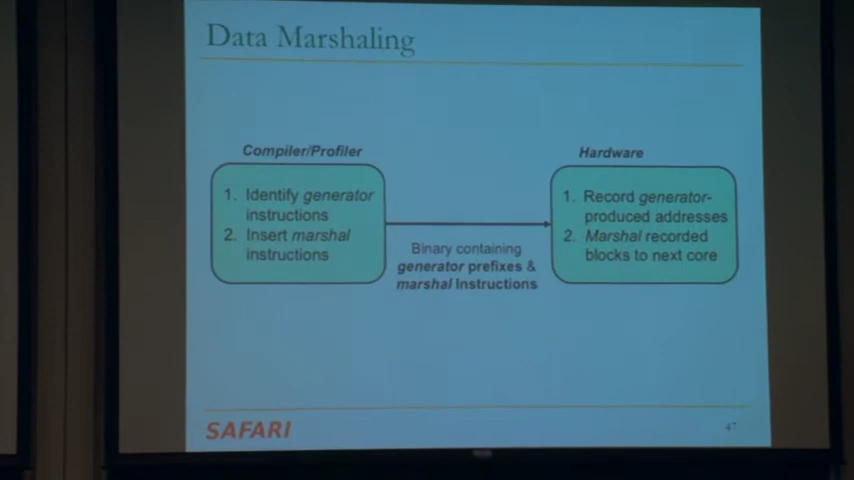 Data Marshaling
Compiler/Profiler
1. Identify generator
instructions
2. Insert marshal
instructions
Binary containing
generator prefixes &
marshal Instructions
Hardware
1. Record generator-
produced addresses
2. Marshal recorded
blocks to next core
SAFARI
47